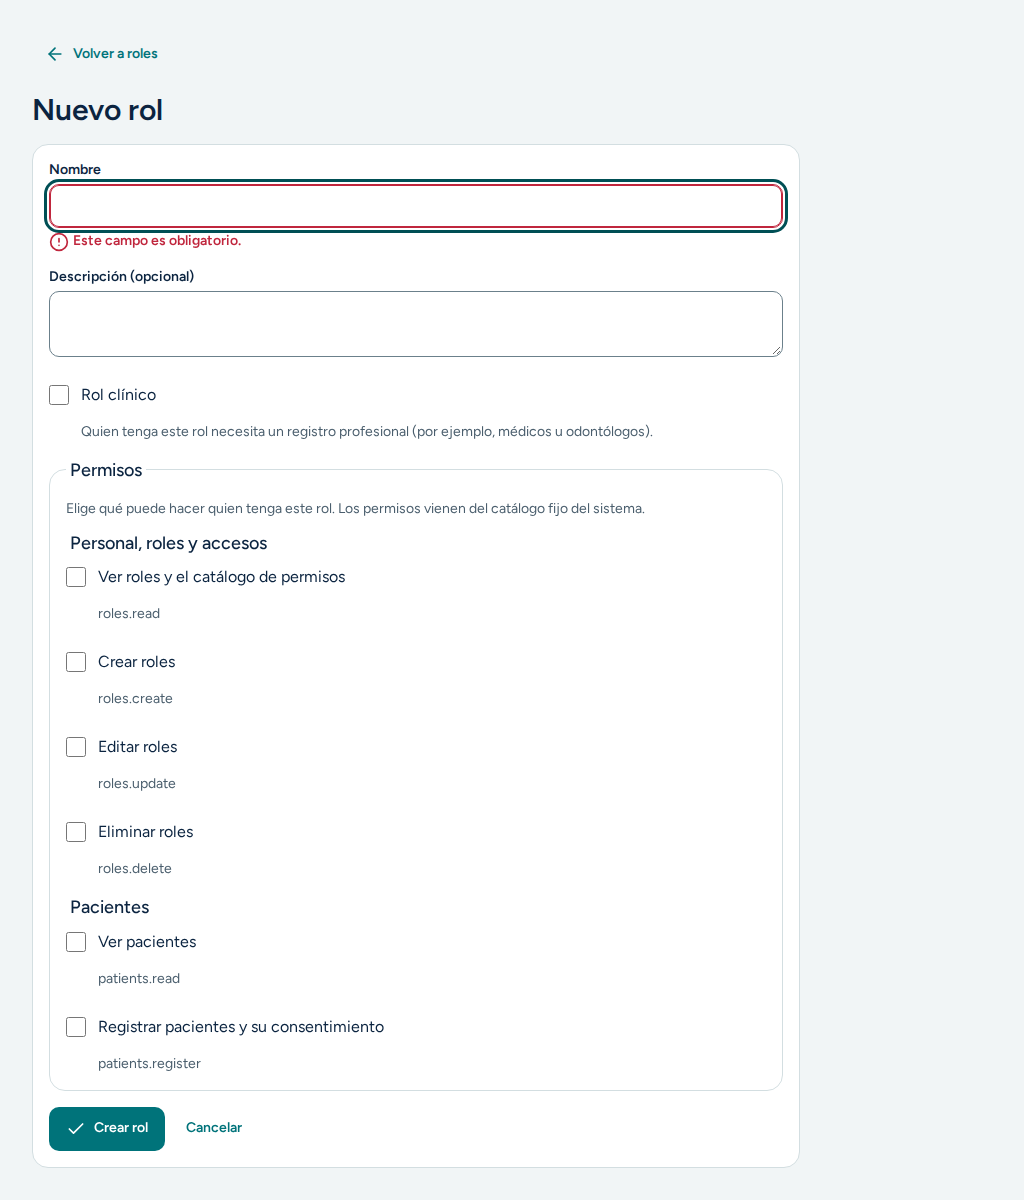 Volver a roles
Nuevo rol
Nombre
Este campo es obligatorio.
Descripción (opcional)
Rol clínico
Quien tenga este rol necesita un registro profesional (por ejemplo, médicos u odontólogos).
Permisos
Elige qué puede hacer quien tenga este rol. Los permisos vienen del catálogo fijo del sistema.
Personal, roles y accesos
Ver roles y el catálogo de permisos
roles.read
Crear roles
roles.create
Editar roles
roles.update
Eliminar roles
roles.delete
Pacientes
Ver pacientes
patients.read
Registrar pacientes y su consentimiento
patients.register
Crear rol
Cancelar